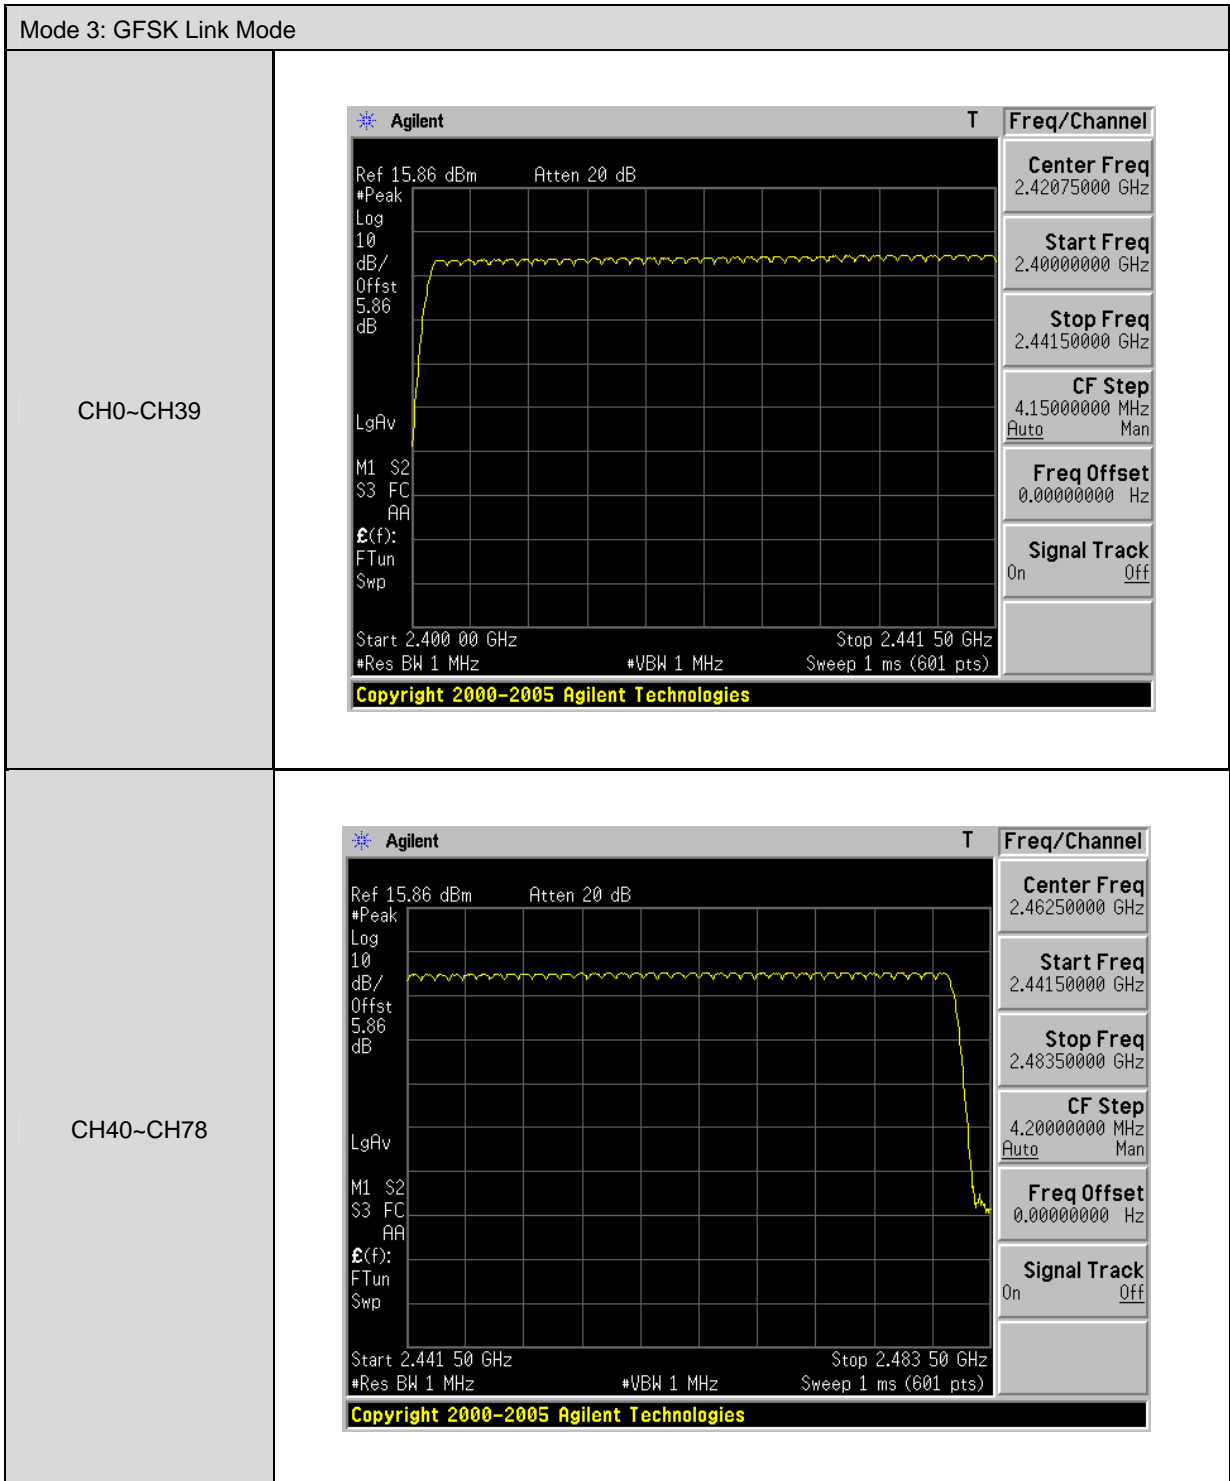 Mode 3: GFSK Link Mode
CH0~CH39
Agilent T Freq/Channel
Ref 15.86 dBm Atten 20 dB
#Peak
Log
10
dB/
Offst
5.86
dB
LgAv
M1 S2
S3 FC
AA
£(f):
FTun
Swp
Start 2.400 00 GHz Stop 2.441 50 GHz
#Res BW 1 MHz #VBW 1 MHz Sweep 1 ms (601 pts)
Copyright 2000-2005 Agilent Technologies
Center Freq
2.42075000 GHz
Start Freq
2.40000000 GHz
Stop Freq
2.44150000 GHz
CF Step
4.15000000 MHz
Auto Man
Freq Offset
0.00000000 Hz
Signal Track
On Off
CH40~CH78
Agilent T Freq/Channel
Ref 15.86 dBm Atten 20 dB
#Peak
Log
10
dB/
Offst
5.86
dB
LgAv
M1 S2
S3 FC
AA
£(f):
FTun
Swp
Start 2.441 50 GHz Stop 2.483 50 GHz
#Res BW 1 MHz #VBW 1 MHz Sweep 1 ms (601 pts)
Copyright 2000-2005 Agilent Technologies
Center Freq
2.46250000 GHz
Start Freq
2.44150000 GHz
Stop Freq
2.48350000 GHz
CF Step
4.20000000 MHz
Auto Man
Freq Offset
0.00000000 Hz
Signal Track
On Off